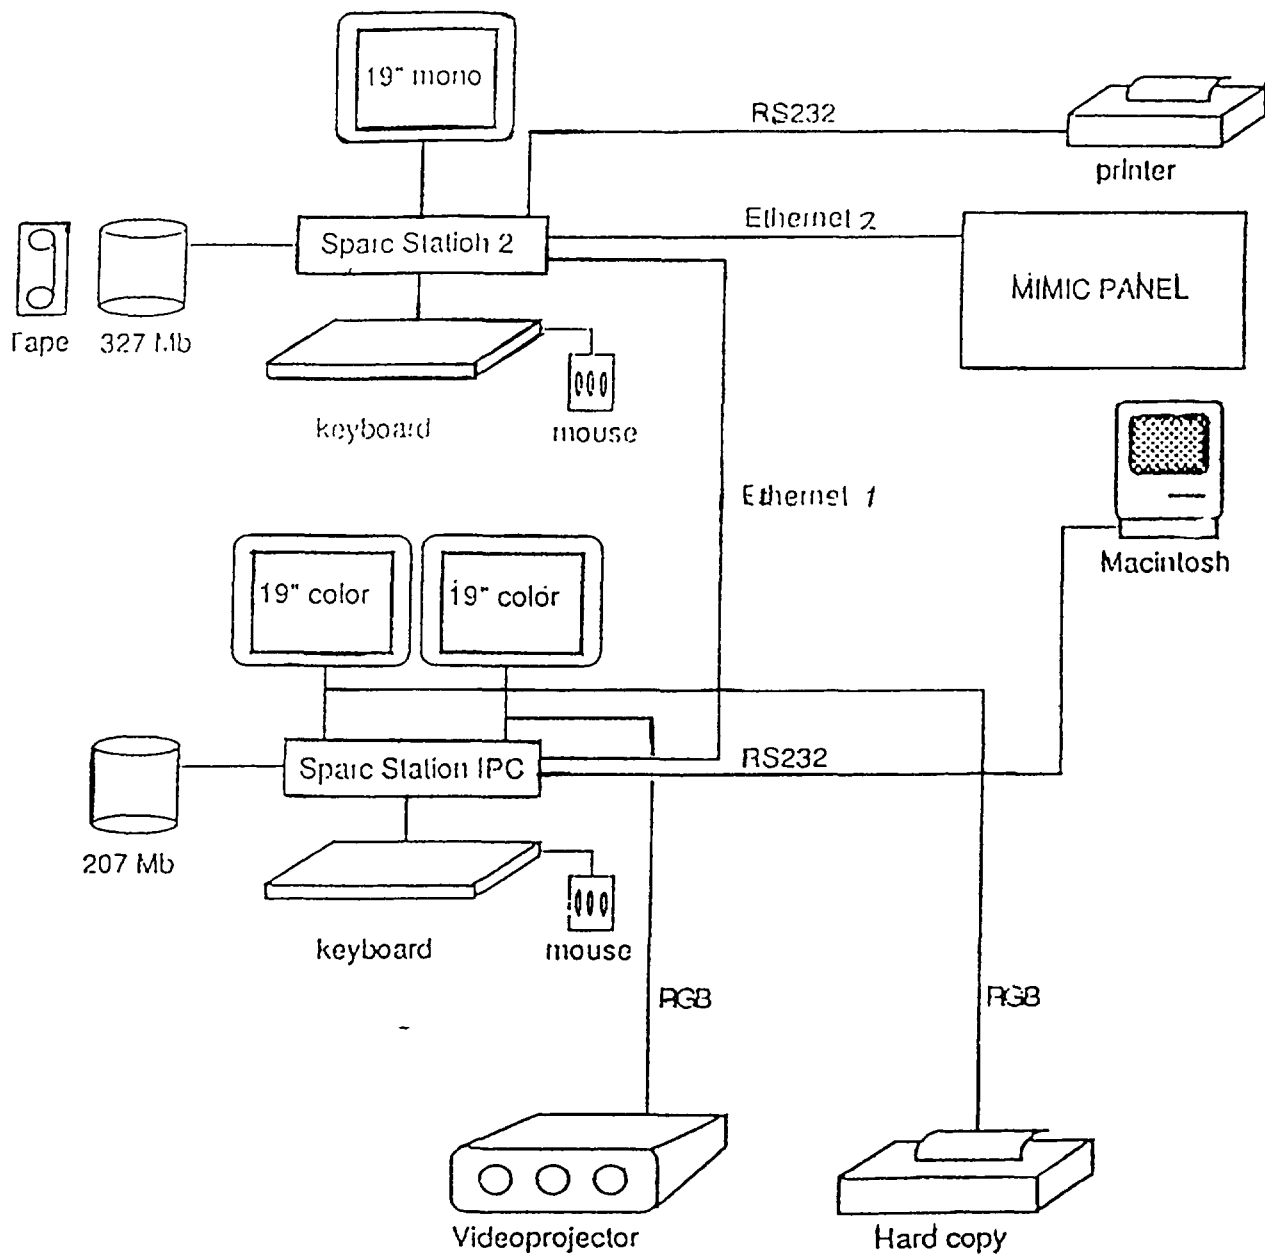 19" mono
RS232
printer
Ethernet 2
Sparc Station 2
MIMIC PANEL
Tape
327 Mb
keyboard
mouse
Ethernet 1
Macintosh
19" color
19" color
Sparc Station IPC
RS232
207 Mb
keyboard
mouse
RGB
RGB
Videoprojector
Hard copy